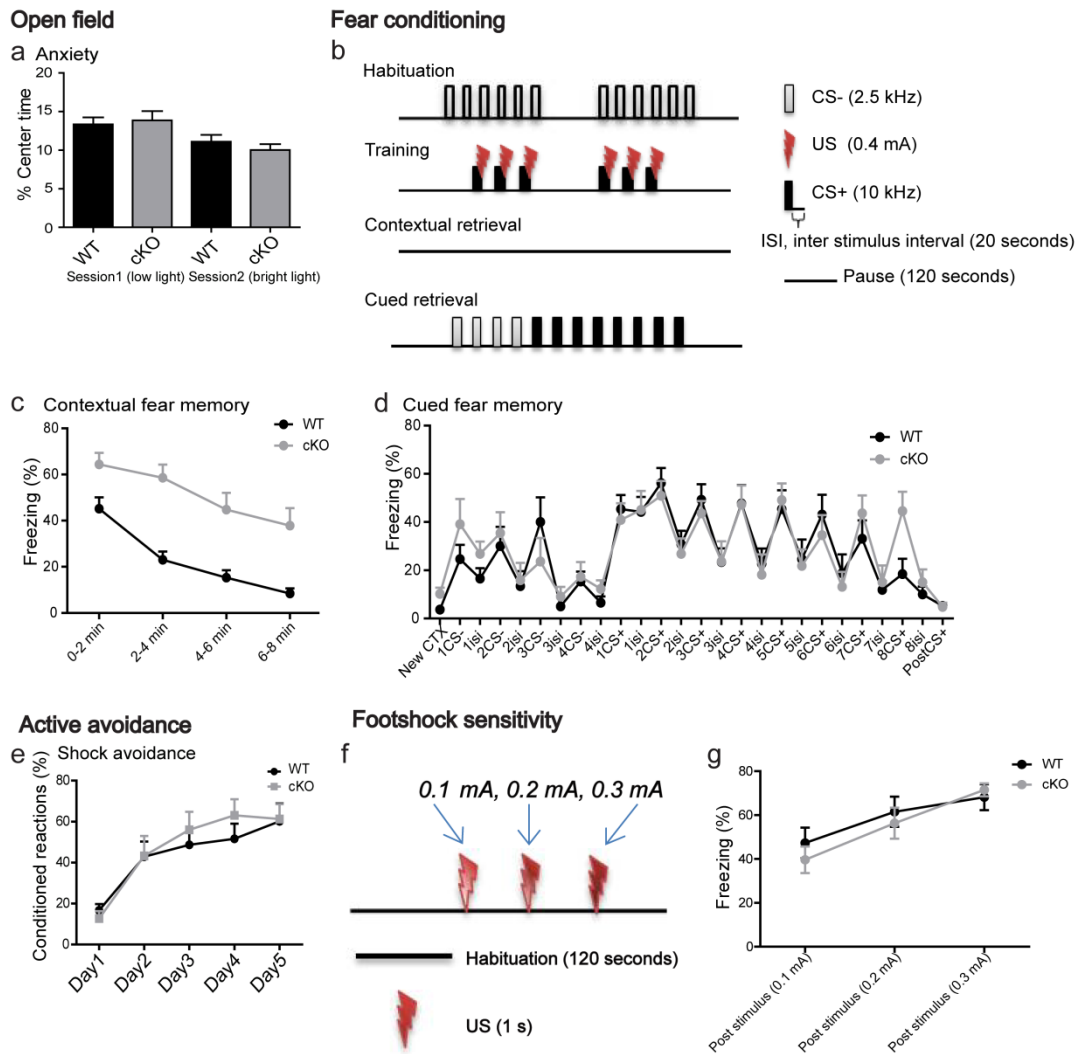 Open field
Fear conditioning
a Anxiety
% Center time
20
15
10
5
0
WT
cKO
WT
cKO
Session1 (low light)
Session2 (bright light)
b
Habituation
Training
Contextual retrieval
Cued retrieval
CS- (2.5 kHz)
US (0.4 mA)
CS+ (10 kHz)
ISI, inter stimulus interval (20 seconds)
Pause (120 seconds)
c Contextual fear memory
WT
cKO
Freezing (%)
80
60
40
20
0
0-2 min
2-4 min
4-6 min
6-8 min
d Cued fear memory
WT
cKO
Freezing (%)
80
60
40
20
0
New CTX
1CS-
1isi
2CS-
2isi
3CS-
3isi
4CS-
4isi
1CS+
1isi
2CS+
2isi
3CS+
3isi
4CS+
4isi
5CS+
5isi
6CS+
6isi
7CS+
7isi
8CS+
8isi
PostCS+
Active avoidance
e Shock avoidance
WT
cKO
Conditioned reactions (%)
80
60
40
20
0
Day1
Day2
Day3
Day4
Day5
Footshock sensitivity
f
0.1 mA, 0.2 mA, 0.3 mA
Habituation (120 seconds)
US (1 s)
g
WT
cKO
Freezing (%)
80
60
40
20
0
Post stimulus (0.1 mA)
Post stimulus (0.2 mA)
Post stimulus (0.3 mA)